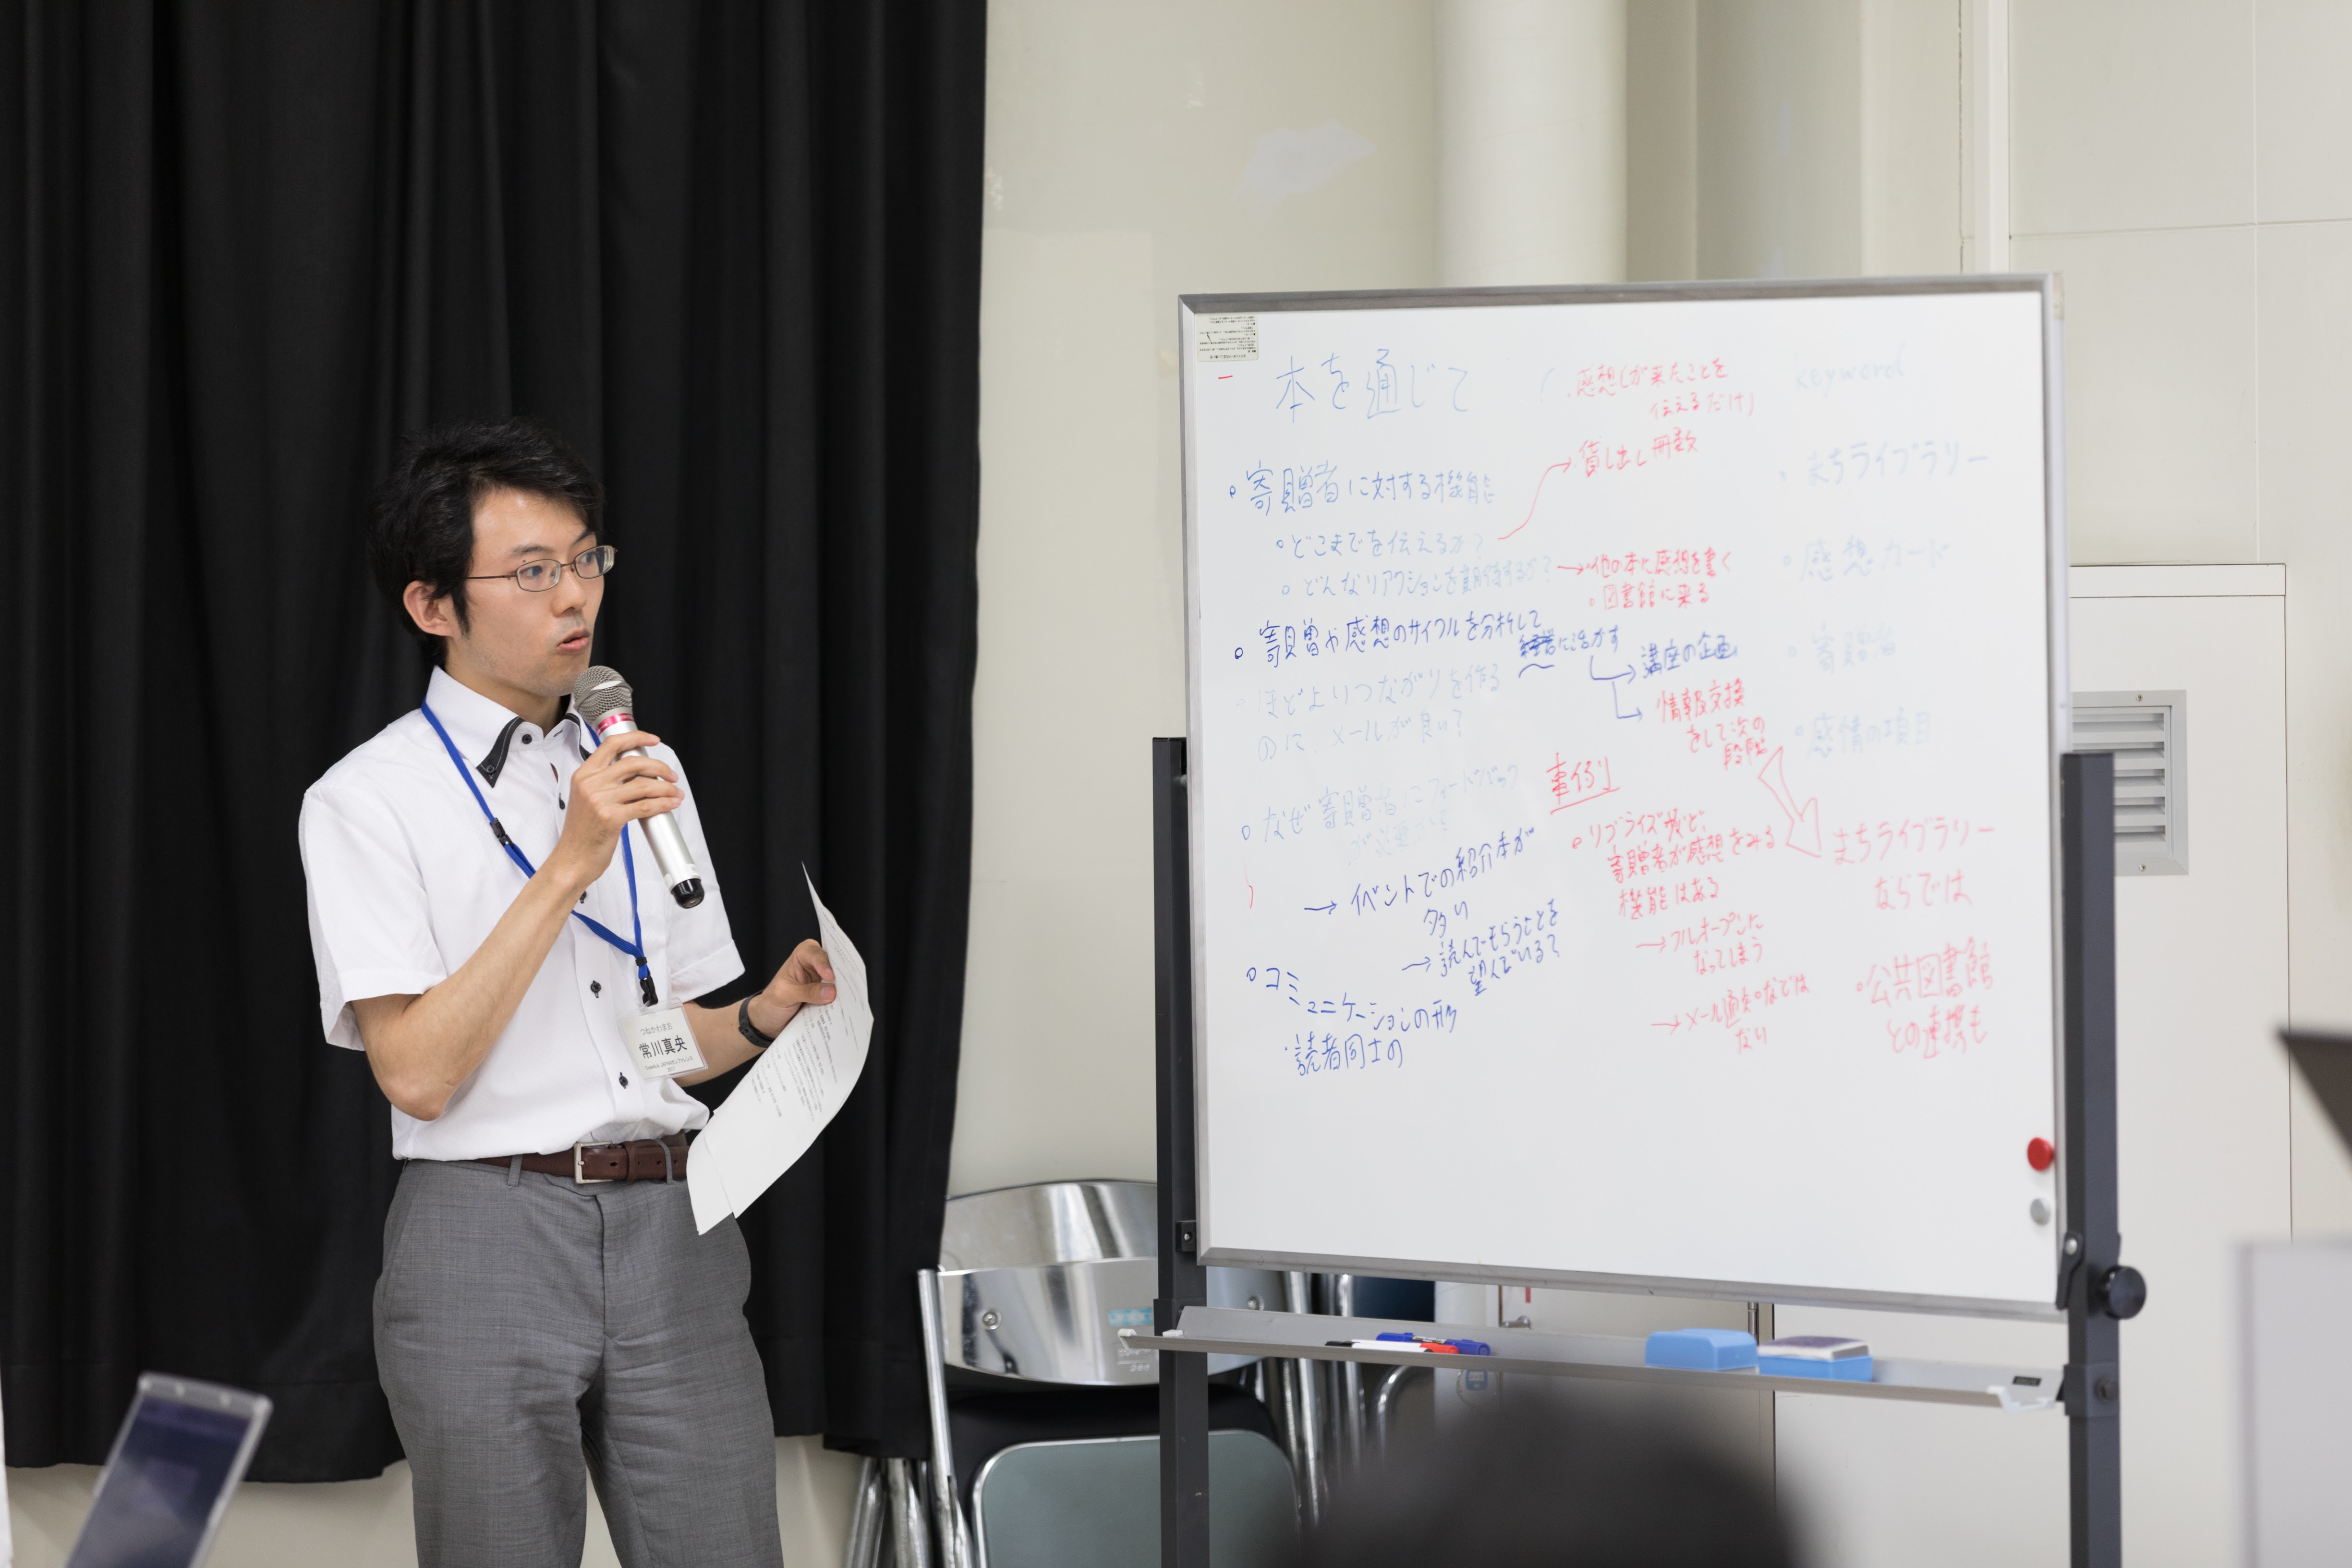 つねかわまお
常川真央
2017
本を通じて
寄贈者に対する機能
どこまでを伝えるか?
どんなリアクションを期待するか?
寄贈や感想のサイクルを分析して
経営に活かす
→講座の企画
ほどよいつながりを作る
のに メールが良い?
なぜ寄贈者にフィードバック
が必要か?
→イベントでの紹介本が
多い
→読んでもらうことを
望んでいる?
コミュニケーションの形
・読者同士の
・感想(が来たことを
伝えるだけ)
貸し出し冊数
→・他の本に感想を書く
・図書館に来る
情報交換
をして次の
段階
事例
リブライズだと、
寄贈者が感想をみる
機能はある
→フルオープンに
なってしまう
→メール通知などは
ない
keyword
・まちライブラリー
・感想カード
・寄贈者
・感情の項目
まちライブラリー
ならでは
・公共図書館
との連携も